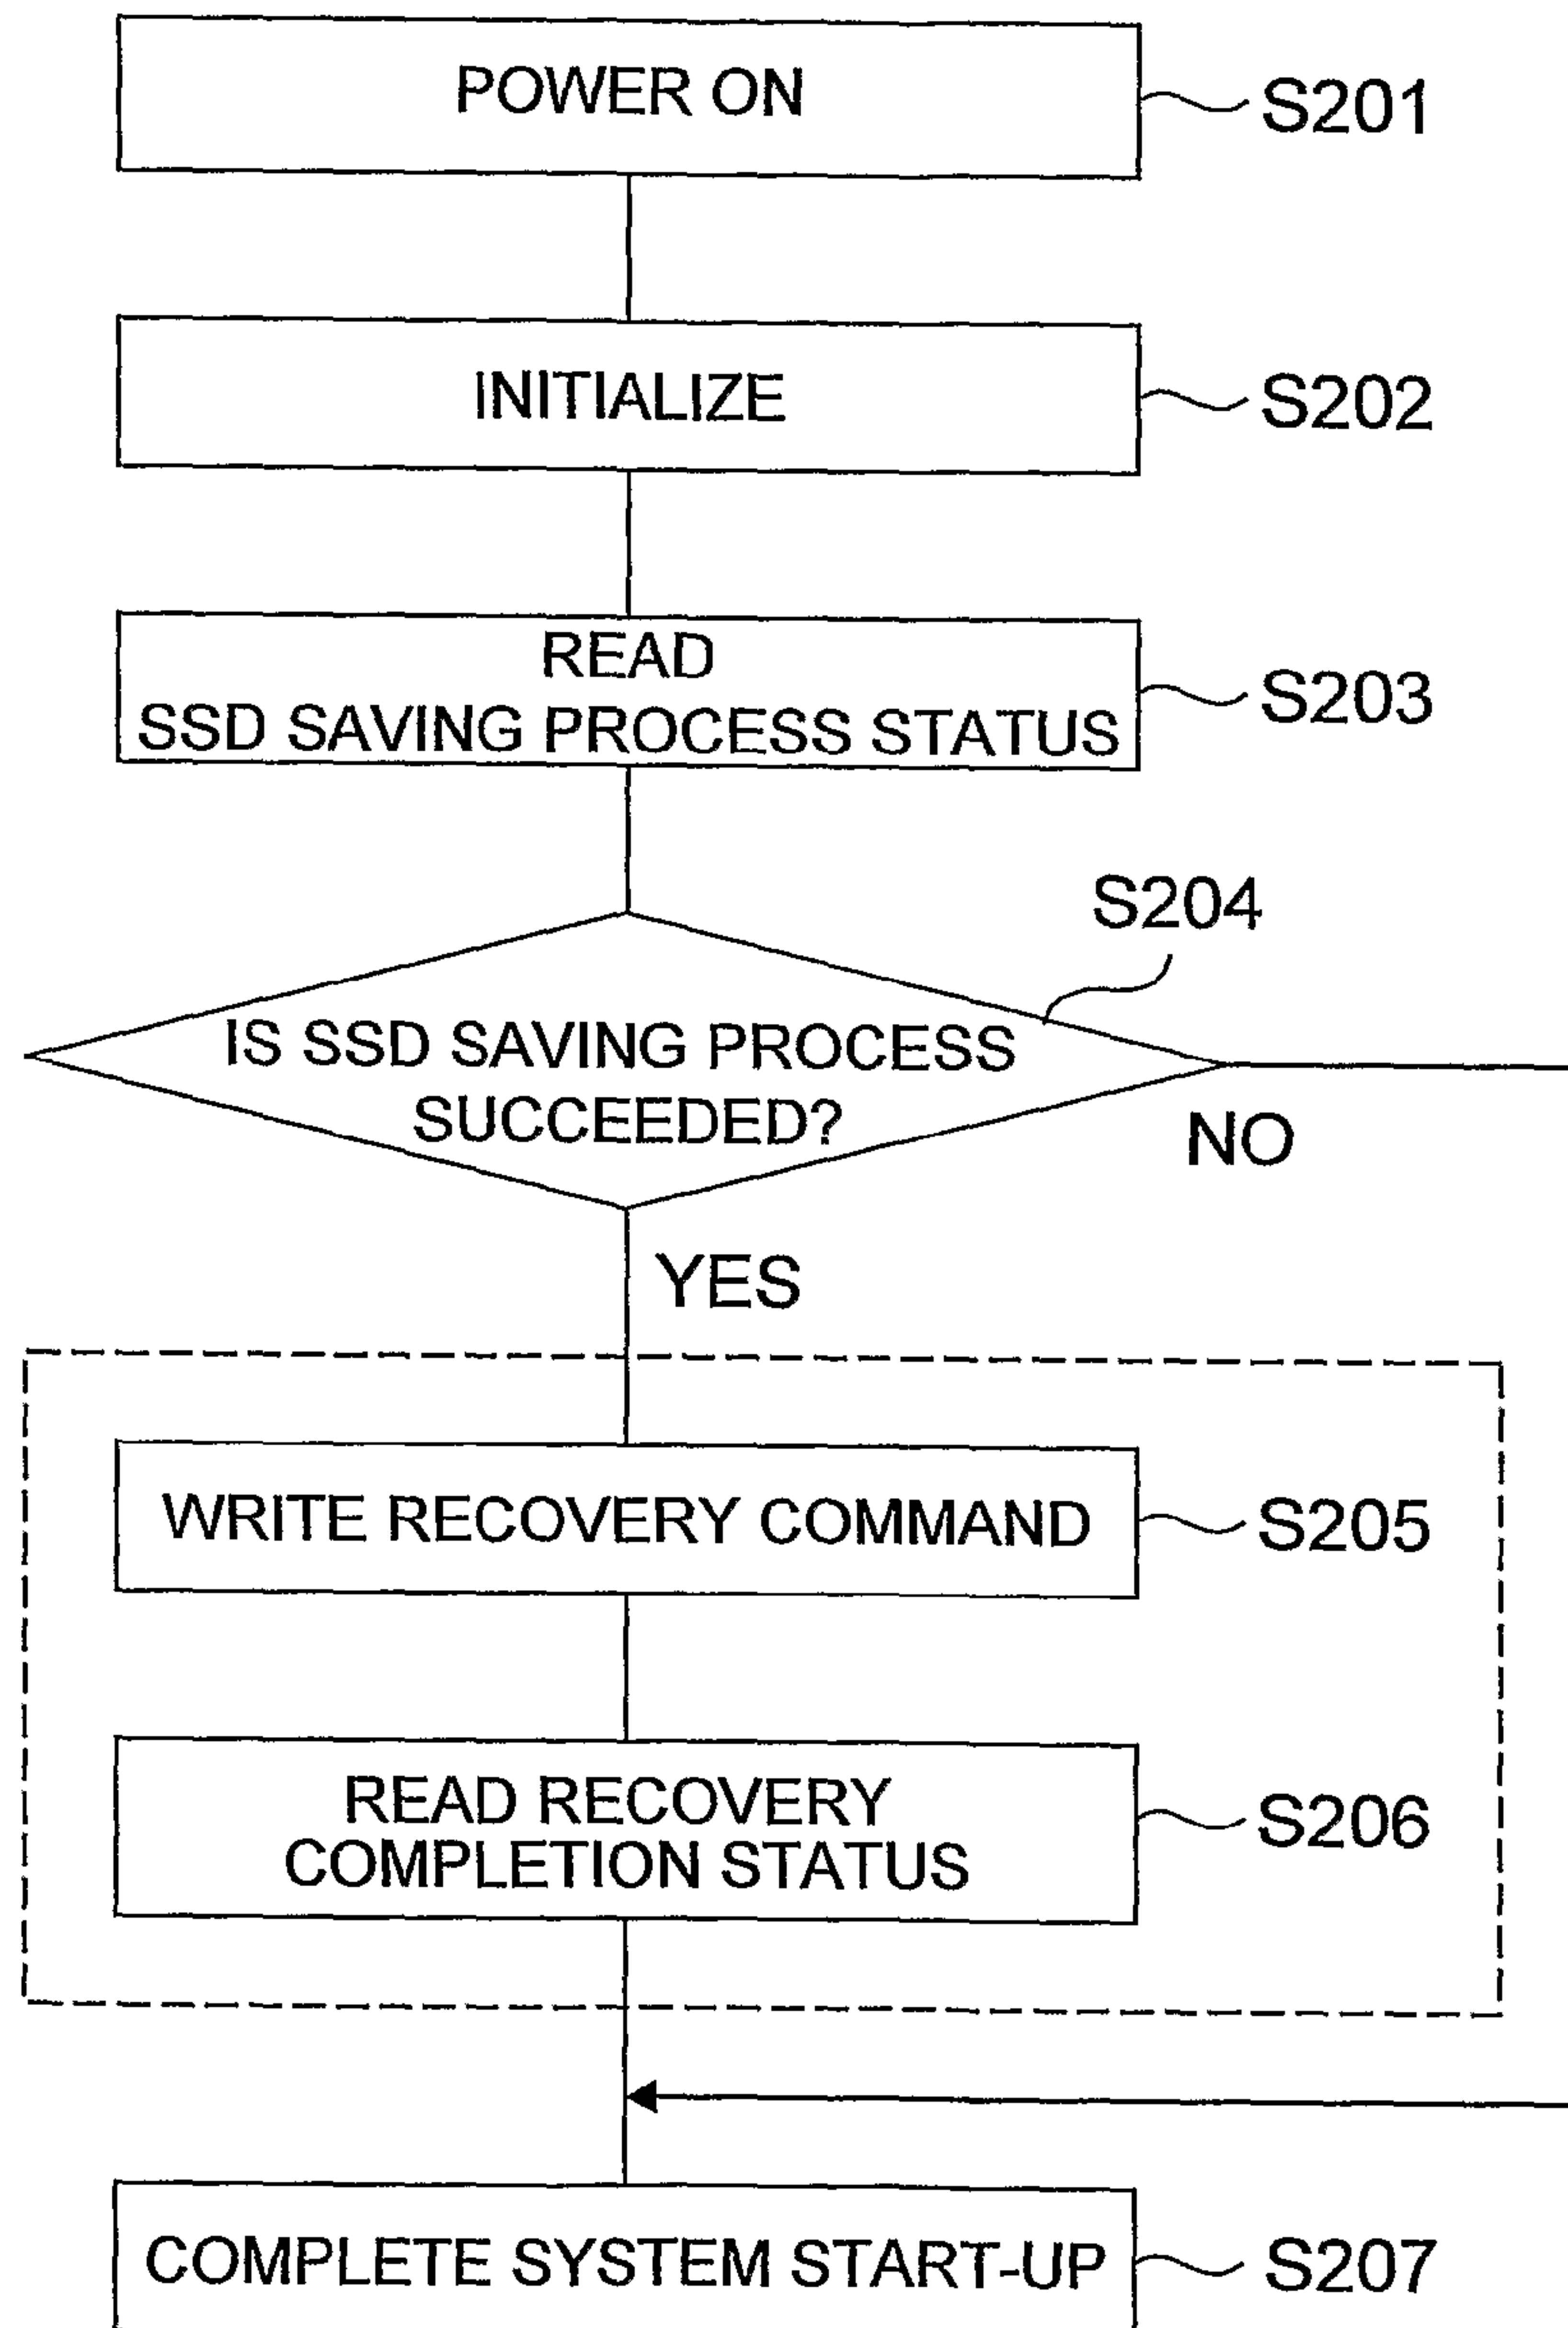 POWER ON
S201
INITIALIZE
S202
READ
SSD SAVING PROCESS STATUS
S203
S204
IS SSD SAVING PROCESS
SUCCEEDED?
NO
YES
WRITE RECOVERY COMMAND
S205
READ RECOVERY
COMPLETION STATUS
S206
COMPLETE SYSTEM START-UP
S207